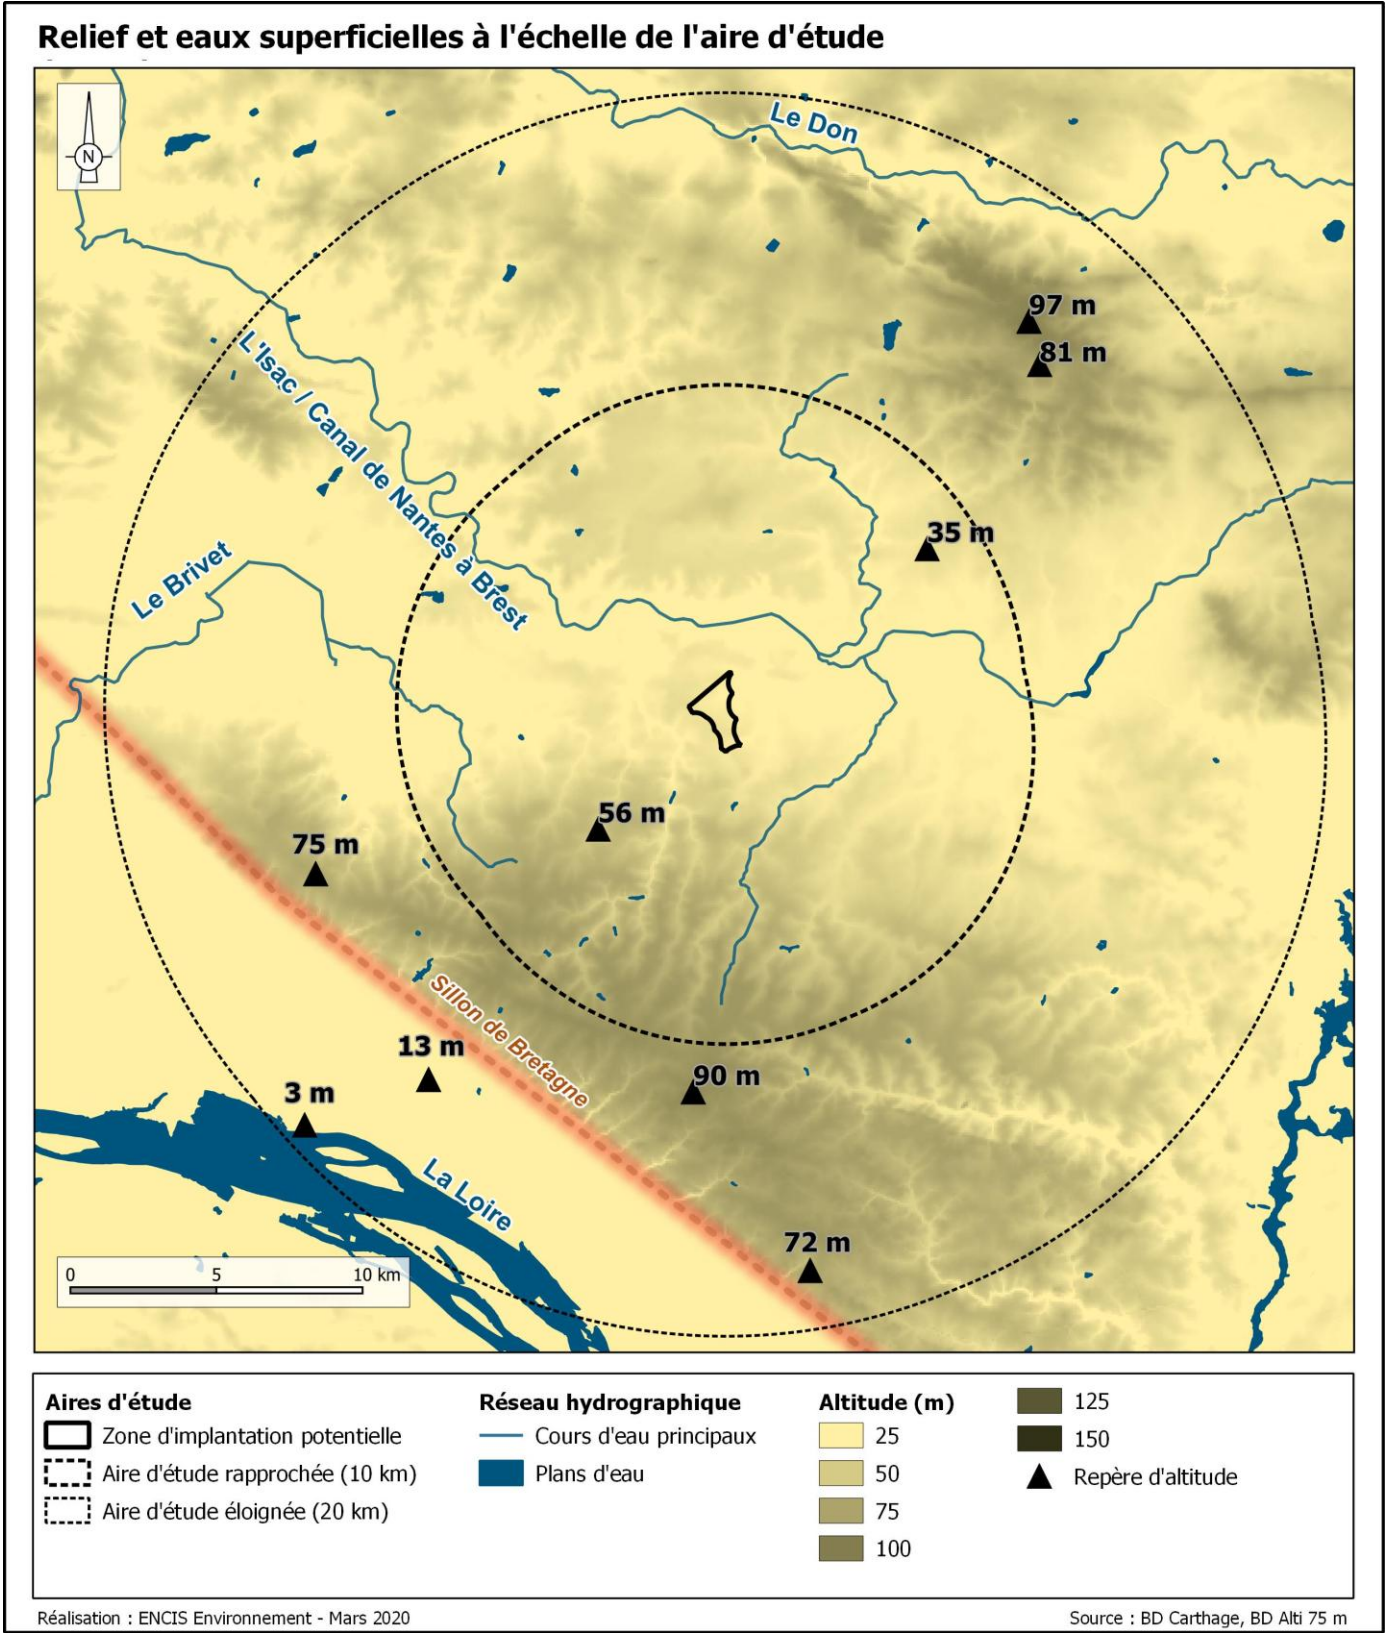 Relief et eaux superficielles à l'échelle de l'aire d'étude
N
Le Don
97 m
81 m
L'Isac / Canal de Nantes à Brest
35 m
Le Brivet
56 m
75 m
Sillon de Bretagne
13 m
90 m
3 m
La Loire
72 m
0 5 10 km
Aires d'étude
Zone d'implantation potentielle
Aire d'étude rapprochée (10 km)
Aire d'étude éloignée (20 km)
Réseau hydrographique
Cours d'eau principaux
Plans d'eau
Altitude (m)
25
50
75
100
125
150
Repère d'altitude
Réalisation : ENCIS Environnement - Mars 2020
Source : BD Carthage, BD Alti 75 m